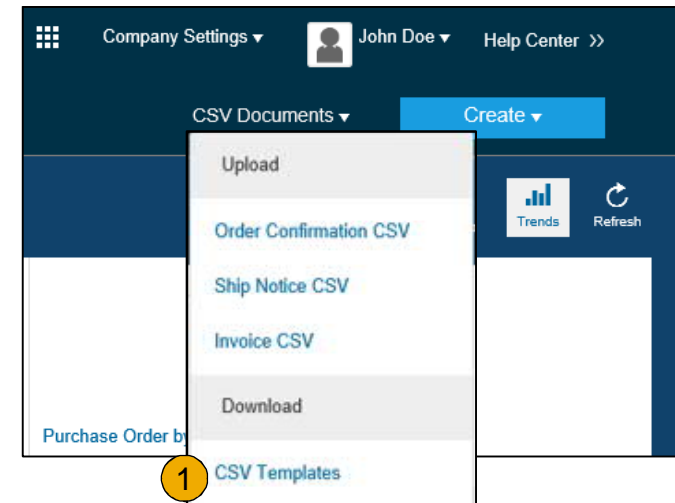 Company Settings ▾ John Doe ▾ Help Center >>
CSV Documents ▾ Create ▾
Upload
Order Confirmation CSV
Ship Notice CSV
Invoice CSV
Download
CSV Templates
Trends Refresh
Purchase Order by
1